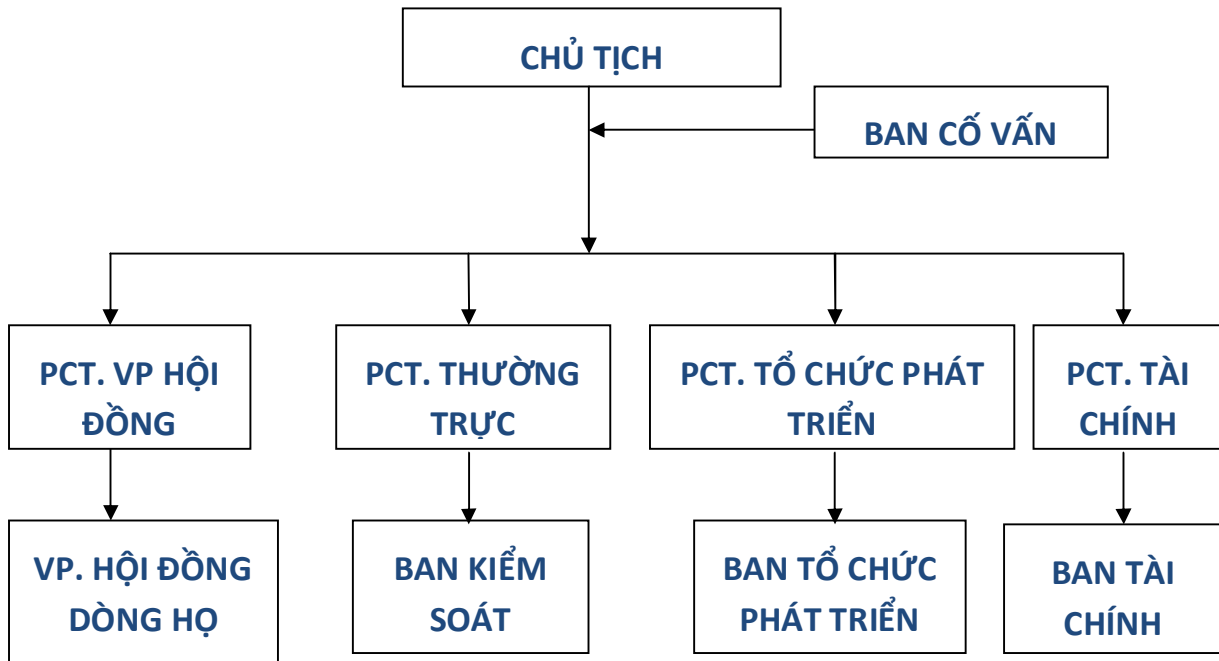 CHỦ TỊCH
BAN CỐ VẤN
PCT. VP HỘI
ĐỒNG
PCT. THƯỜNG
TRỰC
PCT. TỔ CHỨC PHÁT
TRIỂN
PCT. TÀI
CHÍNH
VP. HỘI ĐỒNG
DÒNG HỌ
BAN KIỂM
SOÁT
BAN TỔ CHỨC
PHÁT TRIỂN
BAN TÀI
CHÍNH